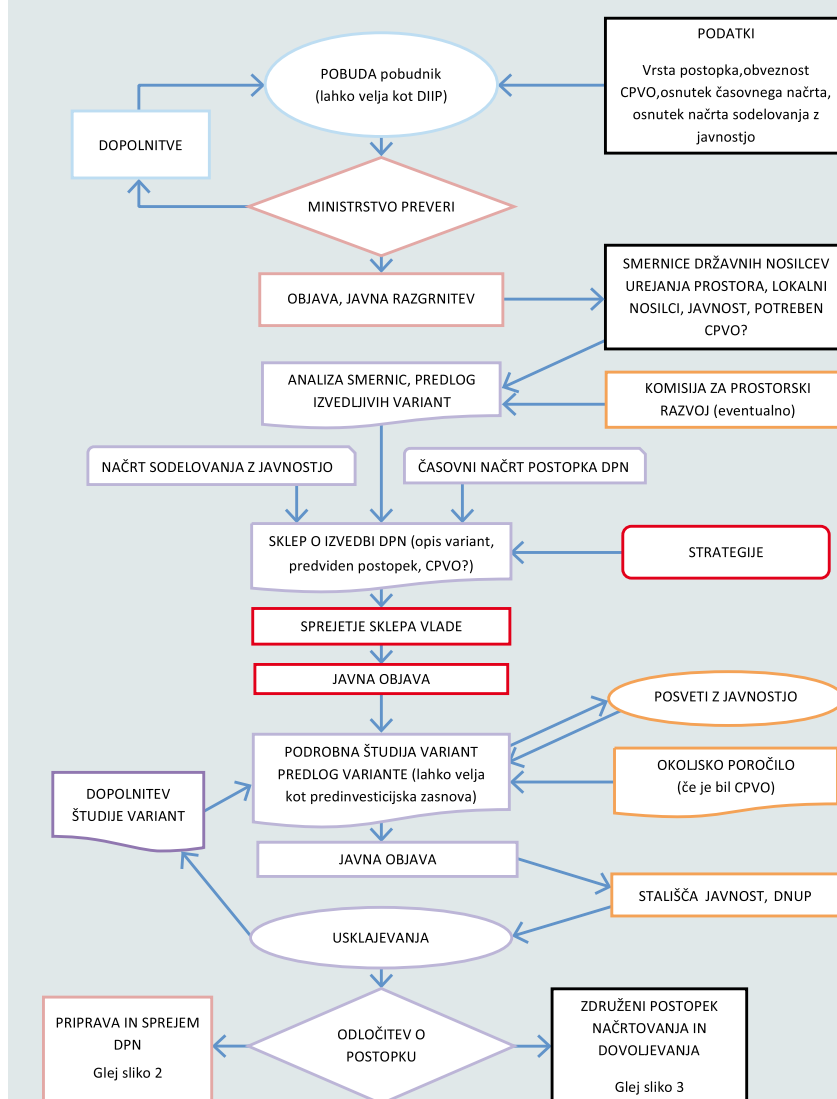 PODATKI
Vrsta postopka,obveznost
CPVO,osnutek časovnega načrta,
osnutek načrta sodelovanja z
javnostjo
POBUDA pobudnik
(lahko velja kot DIIP)
DOPOLNITVE
MINISTRSTVO PREVERI
OBJAVA, JAVNA RAZGRNITEV
SMERNICE DRŽAVNIH NOSILCEV
UREJANJA PROSTORA, LOKALNI
NOSILCI, JAVNOST, POTREBEN
CPVO?
ANALIZA SMERNIC, PREDLOG
IZVEDLJIVIH VARIANT
KOMISIJA ZA PROSTORSKI
RAZVOJ (eventualno)
NAČRT SODELOVANJA Z JAVNOSTJO
ČASOVNI NAČRT POSTOPKA DPN
SKLEP O IZVEDBI DPN (opis variant,
predviden postopek, CPVO?)
STRATEGIJE
SPREJETJE SKLEPA VLADE
JAVNA OBJAVA
POSVETI Z JAVNOSTJO
PODROBNA ŠTUDIJA VARIANT
PREDLOG VARIANTE (lahko velja
kot predinvesticijska zasnova)
OKOLJSKO POROČILO
(če je bil CPVO)
DOPOLNITEV
ŠTUDIJE VARIANT
JAVNA OBJAVA
STALIŠČA  JAVNOST, DNUP
USKLAJEVANJA
PRIPRAVA IN SPREJEM
DPN
Glej sliko 2
ODLOČITEV O
POSTOPKU
ZDRUŽENI POSTOPEK
NAČRTOVANJA IN
DOVOLJEVANJA
Glej sliko 3